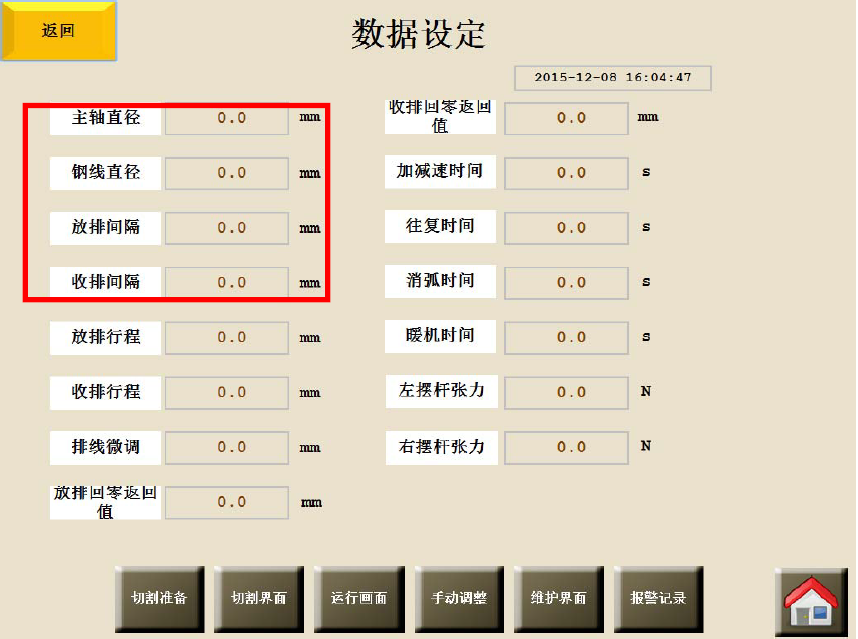 返回
数据设定
2015-12-08 16:04:47
主轴直径 0.0 mm
钢线直径 0.0 mm
放排间隔 0.0 mm
收排间隔 0.0 mm
放排行程 0.0 mm
收排行程 0.0 mm
排线微调 0.0 mm
放排回零返回
值 0.0 mm
收排回零返回
值 0.0 mm
加减速时间 0.0 s
往复时间 0.0 s
消弧时间 0.0 s
暖机时间 0.0 s
左摆杆张力 0.0 N
右摆杆张力 0.0 N
切割准备 切割界面 运行画面 手动调整 维护界面 报警记录